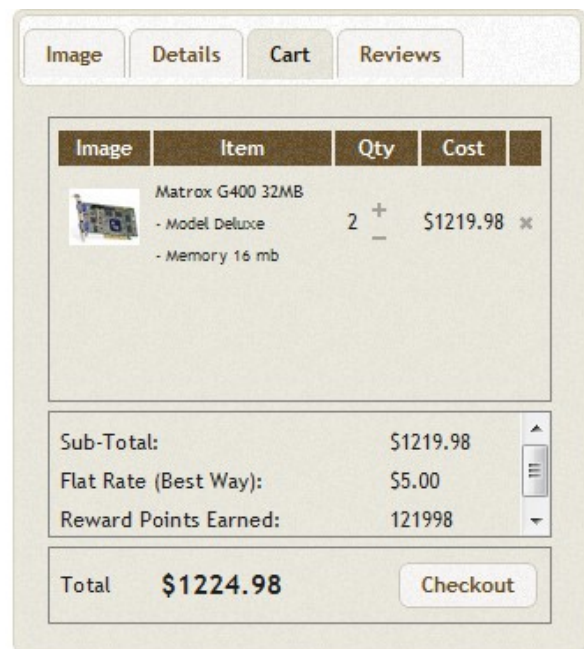 Image Details Cart Reviews
Image Item Qty Cost
Matrox G400 32MB
- Model Deluxe 2 + $1219.98 ×
- Memory 16 mb −
Sub-Total: $1219.98
Flat Rate (Best Way): $5.00
Reward Points Earned: 121998
Total $1224.98 Checkout